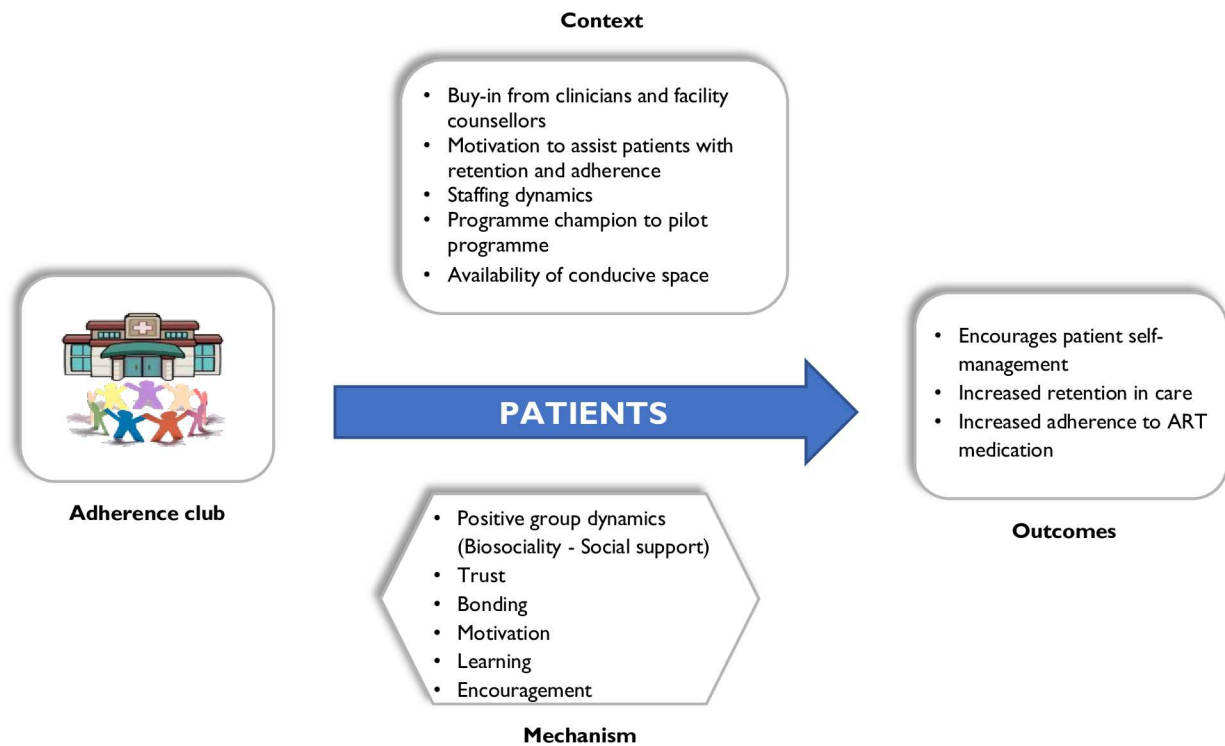 Context
• Buy-in from clinicians and facility
counsellors
• Motivation to assist patients with
retention and adherence
• Staffing dynamics
• Programme champion to pilot
programme
• Availability of conducive space
Adherence club
PATIENTS
• Positive group dynamics
(Biosociality - Social support)
• Trust
• Bonding
• Motivation
• Learning
• Encouragement
Mechanism
• Encourages patient self-
management
• Increased retention in care
• Increased adherence to ART
medication
Outcomes